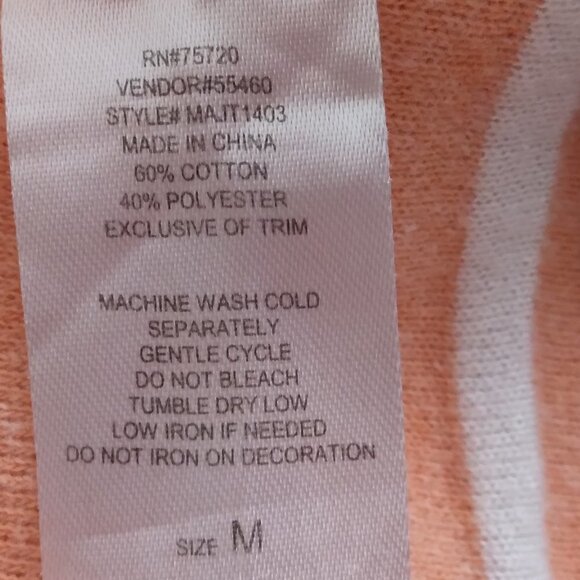 RN#75720
VENDOR#55460
STYLE# MAJT1403
MADE IN CHINA
60% COTTON
40% POLYESTER
EXCLUSIVE OF TRIM
MACHINE WASH COLD
SEPARATELY
GENTLE CYCLE
DO NOT BLEACH
TUMBLE DRY LOW
LOW IRON IF NEEDED
DO NOT IRON ON DECORATION
SIZE M